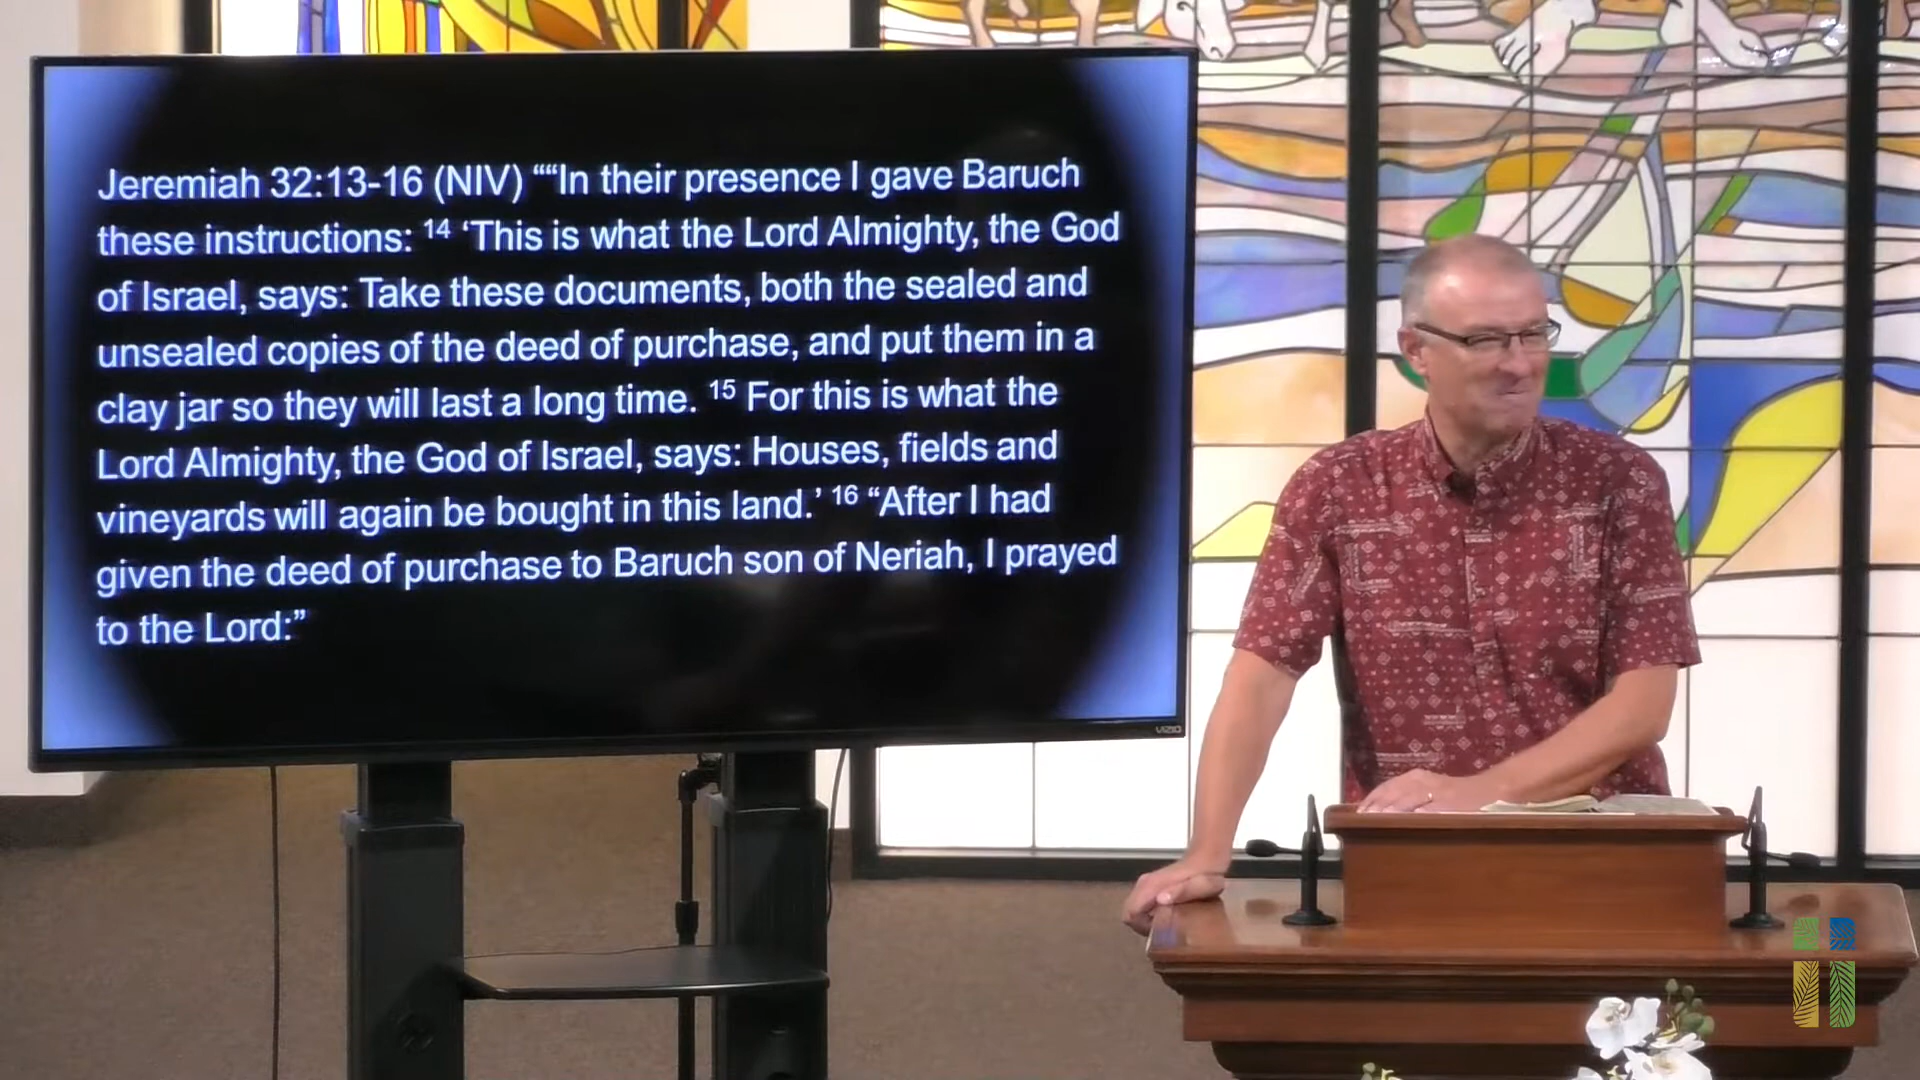 Jeremiah 32:13-16 (NIV) ““In their presence I gave Baruch
these instructions: 14 ‘This is what the Lord Almighty, the God
of Israel, says: Take these documents, both the sealed and
unsealed copies of the deed of purchase, and put them in a
clay jar so they will last a long time. 15 For this is what the
Lord Almighty, the God of Israel, says: Houses, fields and
vineyards will again be bought in this land.’ 16 “After I had
given the deed of purchase to Baruch son of Neriah, I prayed
to the Lord:”
VIZIO